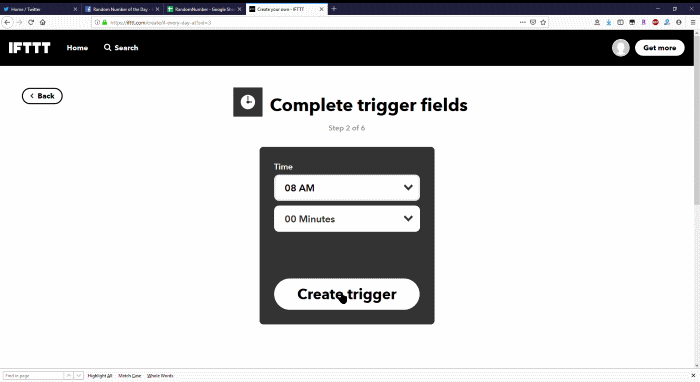 Home / Twitter
Random Number of the Day -
RandomNumber - Google She
Create your own - IFTTT
https://ifttt.com/create/if-every-day-at?sid=3
IFTTT
Home
Search
Get more
Back
Complete trigger fields
Step 2 of 6
Time
08 AM
00 Minutes
Create trigger
Find in page
Highlight All
Match Case
Whole Words